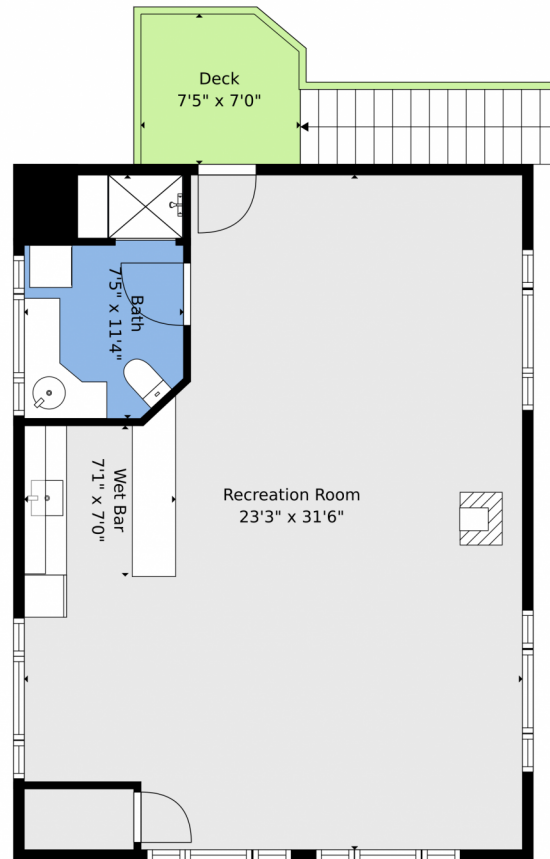 Deck
7'5" x 7'0"
Bath
7'5" x 11'4"
Wet Bar
7'1" x 7'0"
Recreation Room
23'3" x 31'6"